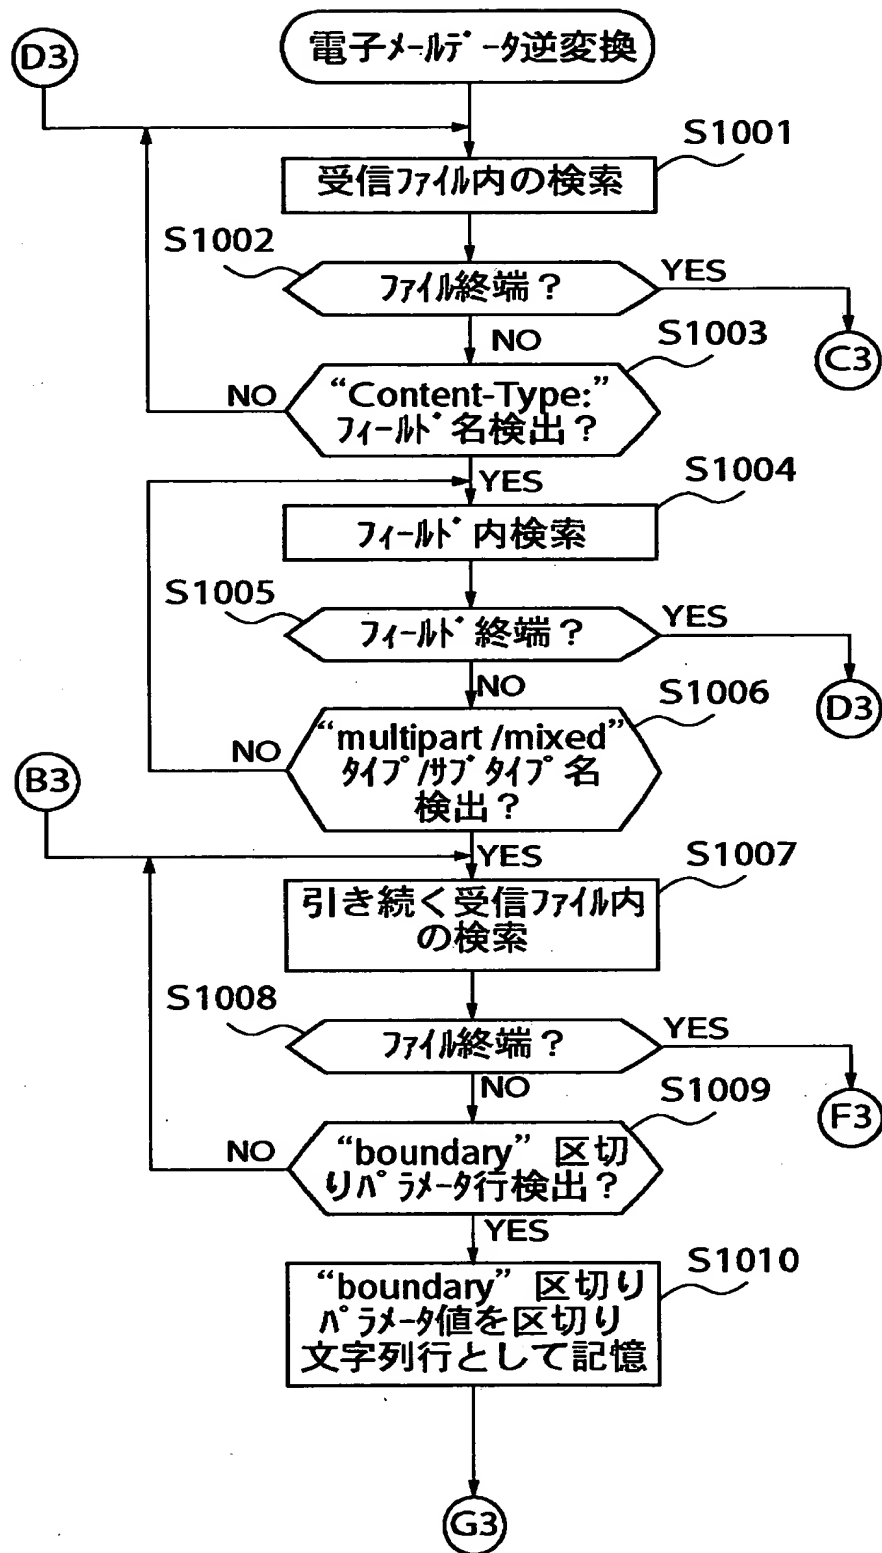 D3
電子ﾒｰﾙﾃﾞｰﾀ逆変換
S1001
受信ﾌｧｲﾙ内の検索
S1002
ﾌｧｲﾙ終端？
YES
C3
NO
S1003
“Content-Type:”
ﾌｨｰﾙﾄﾞ名検出？
NO
YES
S1004
ﾌｨｰﾙﾄﾞ内検索
S1005
ﾌｨｰﾙﾄﾞ終端？
YES
D3
NO
S1006
“multipart /mixed”
ﾀｲﾌﾟ/ｻﾌﾞﾀｲﾌﾟ名
検出？
NO
B3
YES
S1007
引き続く受信ﾌｧｲﾙ内
の検索
S1008
ﾌｧｲﾙ終端？
YES
F3
NO
S1009
“boundary” 区切
りﾊﾟﾗﾒｰﾀ行検出？
NO
YES
S1010
“boundary” 区切り
ﾊﾟﾗﾒｰﾀ値を区切り
文字列行として記憶
G3